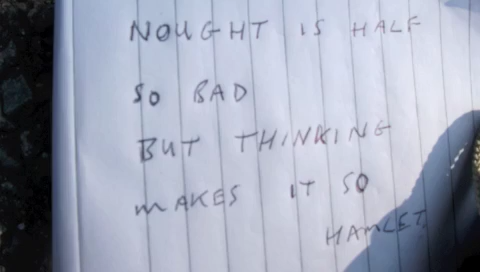 NOUGHT IS HALF
SO BAD
BUT THINKING
MAKES IT SO
HAMLET